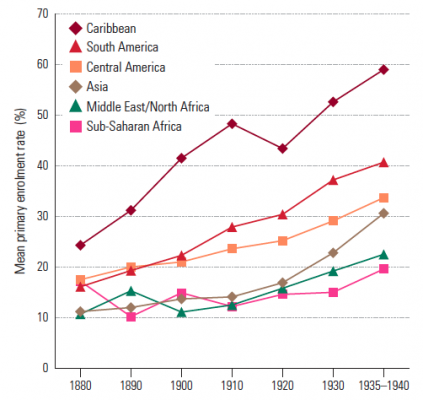 70
60
50
40
30
20
10
0
Mean primary enrolment rate (%)
Caribbean
South America
Central America
Asia
Middle East/North Africa
Sub-Saharan Africa
1880 1890 1900 1910 1920 1930 1935–1940